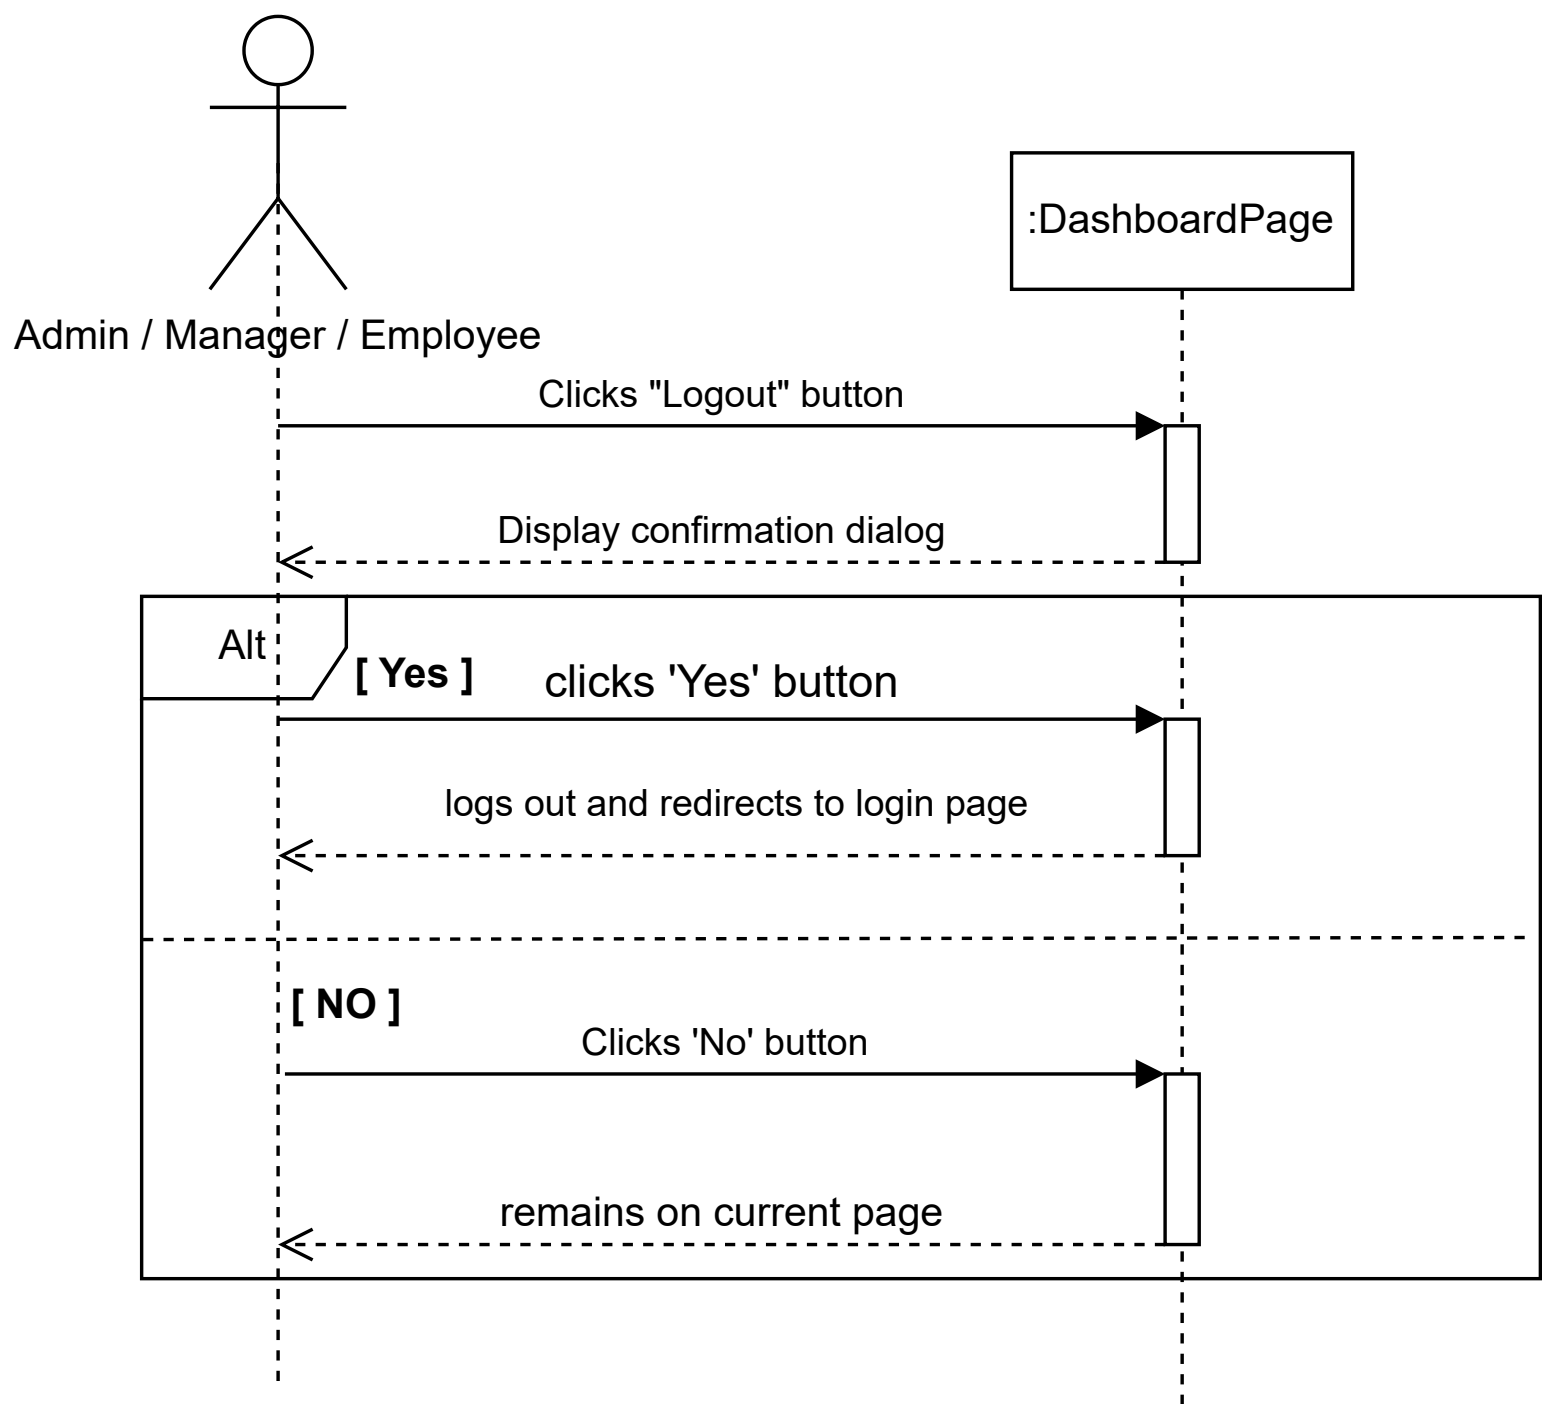 :DashboardPage
Admin / Manager / Employee
Clicks "Logout" button
Display confirmation dialog
Alt
[ Yes ]
clicks 'Yes' button
logs out and redirects to login page
[ NO ]
Clicks 'No' button
remains on current page